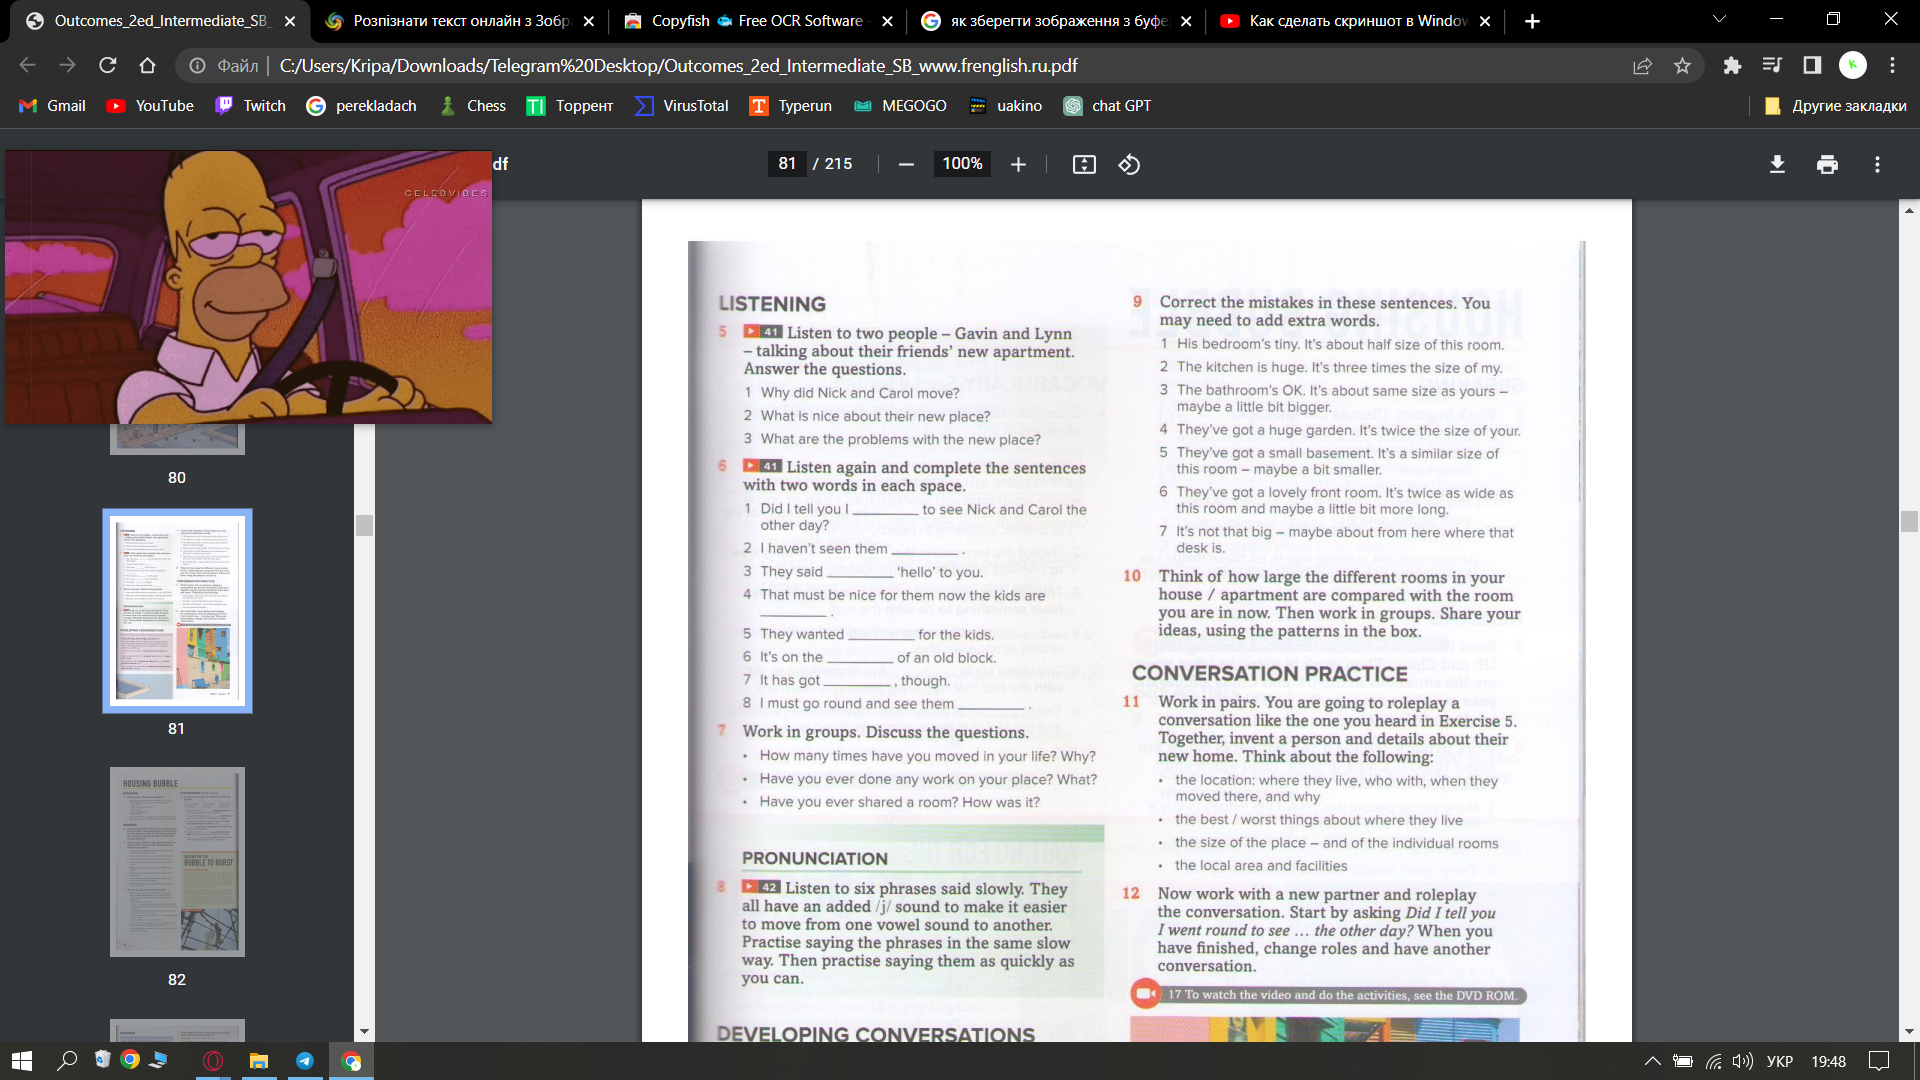 Outcomes_2ed_Intermediate_SB_
Розпізнати текст онлайн з Зобр
Copyfish 🐟 Free OCR Software -
як зберегти зображення з буфе
Как сделать скриншот в Window
Файл
C:/Users/Kripa/Downloads/Telegram%20Desktop/Outcomes_2ed_Intermediate_SB_www.frenglish.ru.pdf
Gmail
YouTube
Twitch
perekladach
Chess
Торрент
VirusTotal
Typerun
MEGOGO
uakino
chat GPT
Другие закладки
df
81 / 215
100%
CELEBVIBES
80
81
HOUSING BUBBLE
BUBBLE TO BURST
82
LISTENING
5 41 Listen to two people – Gavin and Lynn
– talking about their friends' new apartment.
Answer the questions.
1 Why did Nick and Carol move?
2 What is nice about their new place?
3 What are the problems with the new place?
6 41 Listen again and complete the sentences
with two words in each space.
1 Did I tell you I ________ to see Nick and Carol the
other day?
2 I haven't seen them ________ .
3 They said ________ 'hello' to you.
4 That must be nice for them now the kids are
________ .
5 They wanted ________ for the kids.
6 It's on the ________ of an old block.
7 It has got ________ , though.
8 I must go round and see them ________ .
7 Work in groups. Discuss the questions.
• How many times have you moved in your life? Why?
• Have you ever done any work on your place? What?
• Have you ever shared a room? How was it?
PRONUNCIATION
8 42 Listen to six phrases said slowly. They
all have an added /j/ sound to make it easier
to move from one vowel sound to another.
Practise saying the phrases in the same slow
way. Then practise saying them as quickly as
you can.
DEVELOPING CONVERSATIONS
9 Correct the mistakes in these sentences. You
may need to add extra words.
1 His bedroom's tiny. It's about half size of this room.
2 The kitchen is huge. It's three times the size of my.
3 The bathroom's OK. It's about same size as yours –
maybe a little bit bigger.
4 They've got a huge garden. It's twice the size of your.
5 They've got a small basement. It's a similar size of
this room – maybe a bit smaller.
6 They've got a lovely front room. It's twice as wide as
this room and maybe a little bit more long.
7 It's not that big – maybe about from here where that
desk is.
10 Think of how large the different rooms in your
house / apartment are compared with the room
you are in now. Then work in groups. Share your
ideas, using the patterns in the box.
CONVERSATION PRACTICE
11 Work in pairs. You are going to roleplay a
conversation like the one you heard in Exercise 5.
Together, invent a person and details about their
new home. Think about the following:
• the location: where they live, who with, when they
moved there, and why
• the best / worst things about where they live
• the size of the place – and of the individual rooms
• the local area and facilities
12 Now work with a new partner and roleplay
the conversation. Start by asking Did I tell you
I went round to see ... the other day? When you
have finished, change roles and have another
conversation.
17 To watch the video and do the activities, see the DVD ROM.
УКР
19:48